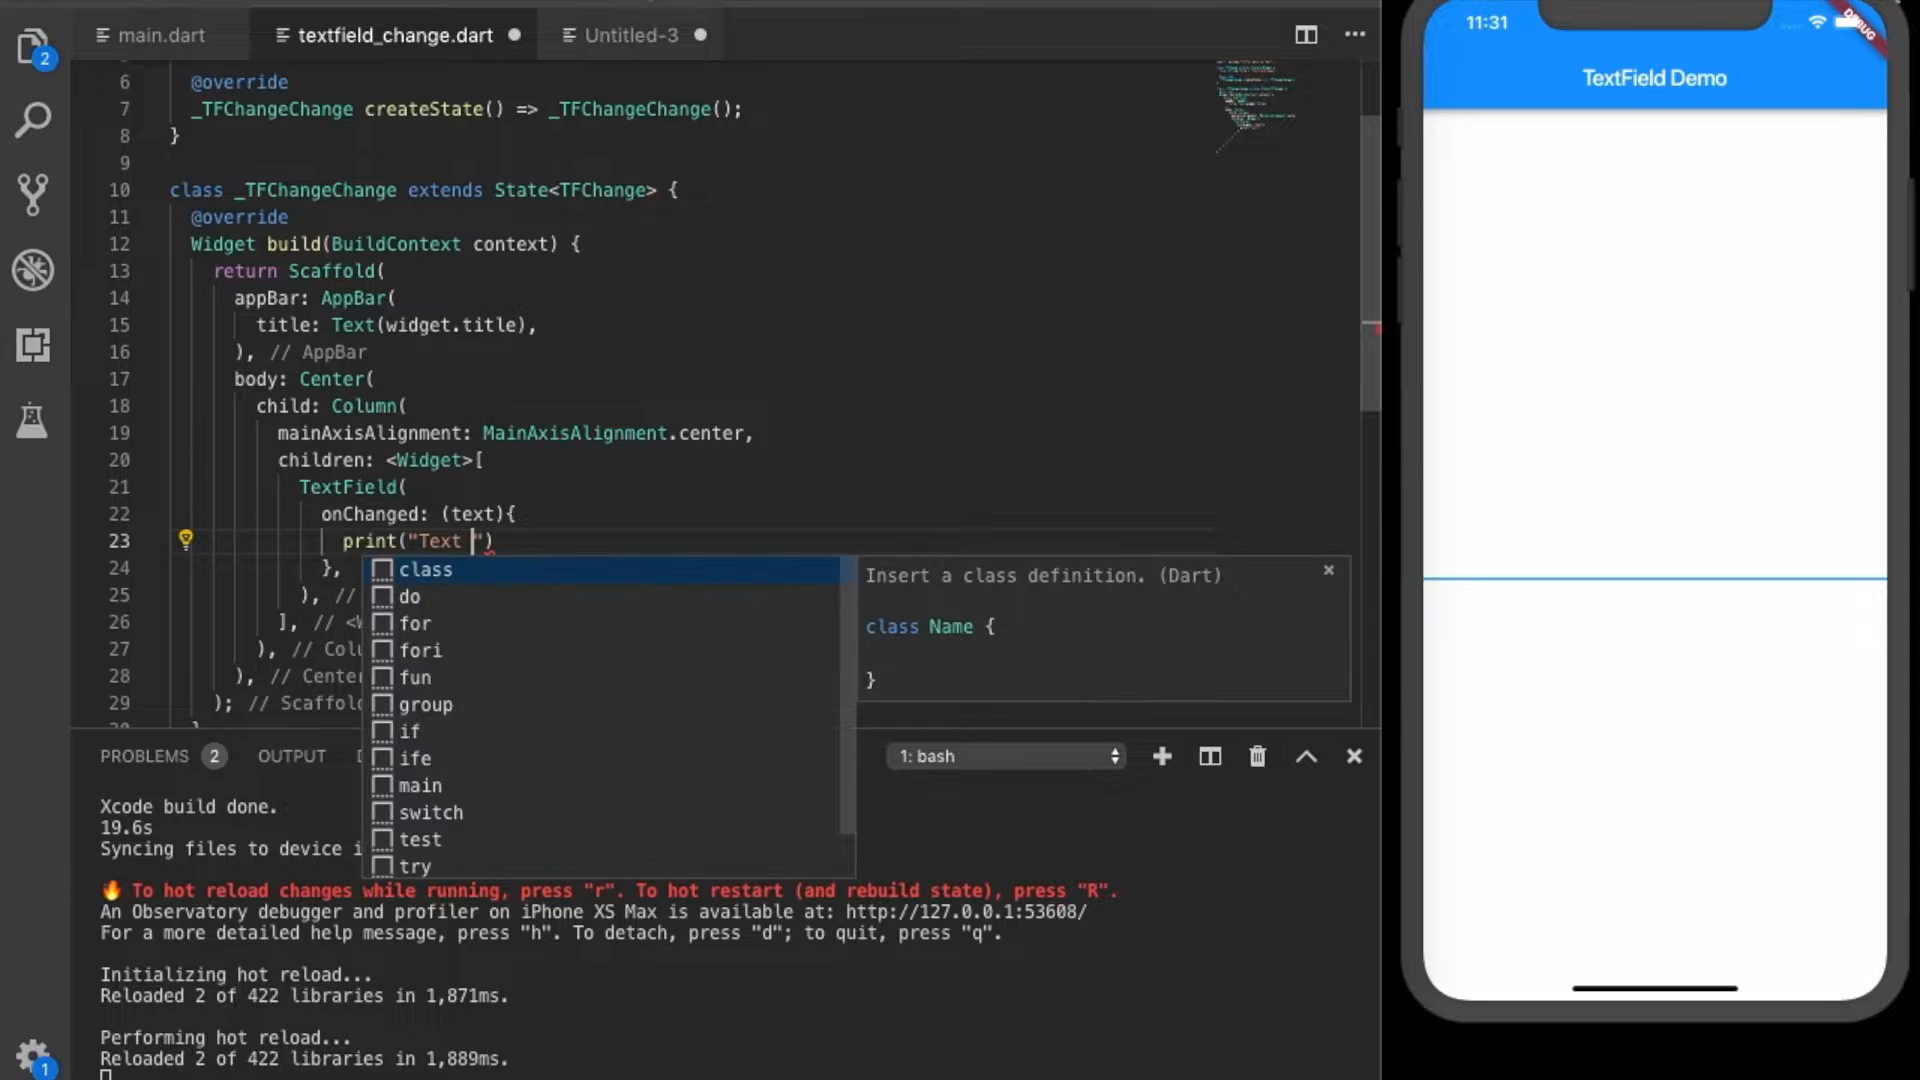 main.dart
textfield_change.dart
Untitled-3
2
6 @override
7 _TFChangeChange createState() => _TFChangeChange();
8 }
9
10 class _TFChangeChange extends State<TFChange> {
11 @override
12 Widget build(BuildContext context) {
13 return Scaffold(
14 appBar: AppBar(
15 title: Text(widget.title),
16 ), // AppBar
17 body: Center(
18 child: Column(
19 mainAxisAlignment: MainAxisAlignment.center,
20 children: <Widget>[
21 TextField(
22 onChanged: (text){
23 print("Text ")
24 },
25 ), //
26 ], // <W
27 ), // Colu
28 ), // Center
29 ); // Scaffold
class
do
for
fori
fun
group
if
ife
main
switch
test
try
Insert a class definition. (Dart)
×
class Name {
}
PROBLEMS 2 OUTPUT
1: bash
Xcode build done.
19.6s
Syncing files to device i
🔥 To hot reload changes while running, press "r". To hot restart (and rebuild state), press "R".
An Observatory debugger and profiler on iPhone XS Max is available at: http://127.0.0.1:53608/
For a more detailed help message, press "h". To detach, press "d"; to quit, press "q".
Initializing hot reload...
Reloaded 2 of 422 libraries in 1,871ms.
Performing hot reload...
Reloaded 2 of 422 libraries in 1,889ms.
1
11:31
DEBUG
TextField Demo